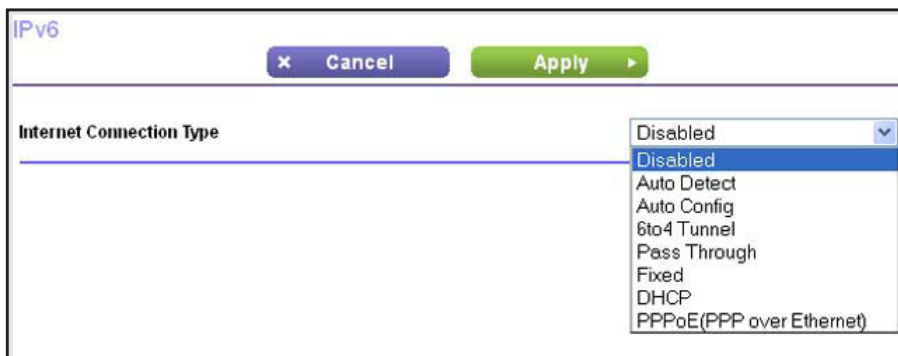 IPv6
× Cancel
Apply
Internet Connection Type
Disabled
Disabled
Auto Detect
Auto Config
6to4 Tunnel
Pass Through
Fixed
DHCP
PPPoE(PPP over Ethernet)